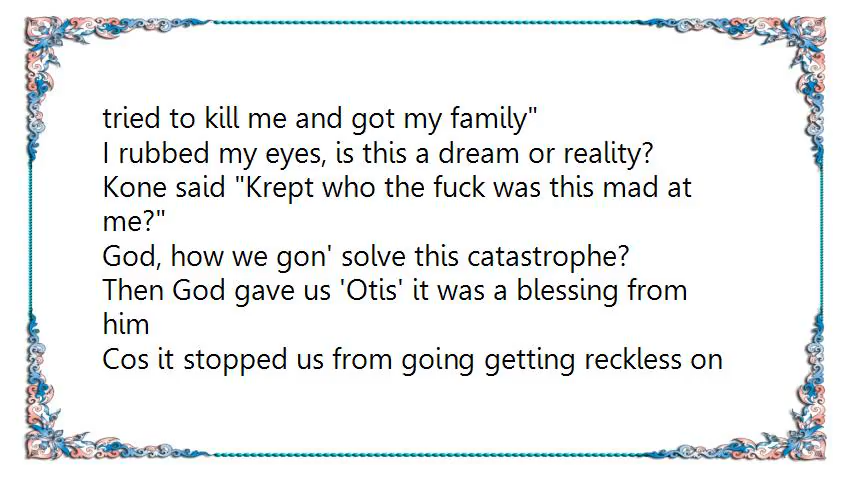 tried to kill me and got my family"
I rubbed my eyes, is this a dream or reality?
Kone said "Krept who the fuck was this mad at
me?"
God, how we gon' solve this catastrophe?
Then God gave us 'Otis' it was a blessing from
him
Cos it stopped us from going getting reckless on